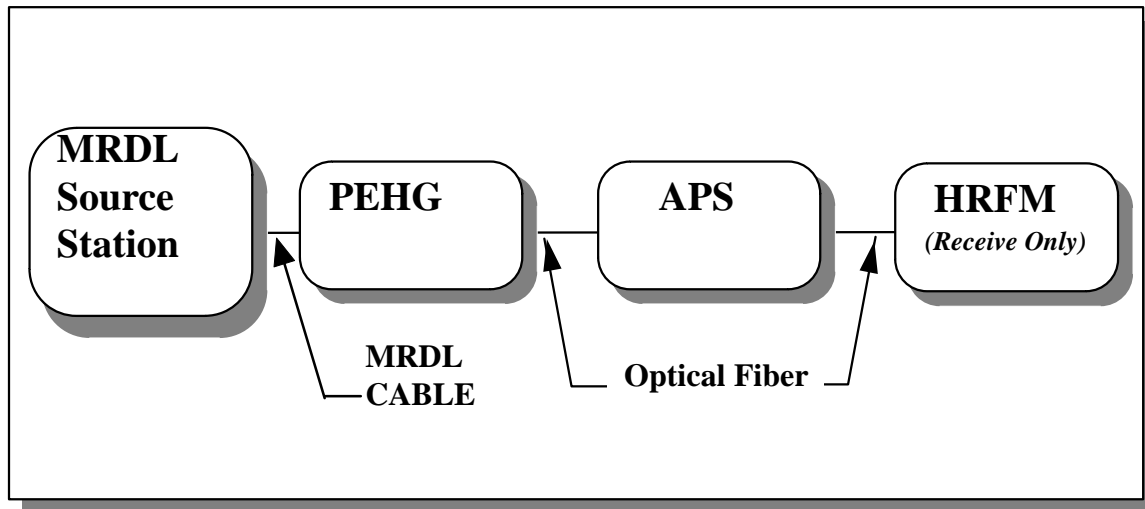 MRDL
Source
Station
PEHG
APS
HRFM
(Receive Only)
MRDL
CABLE
Optical Fiber